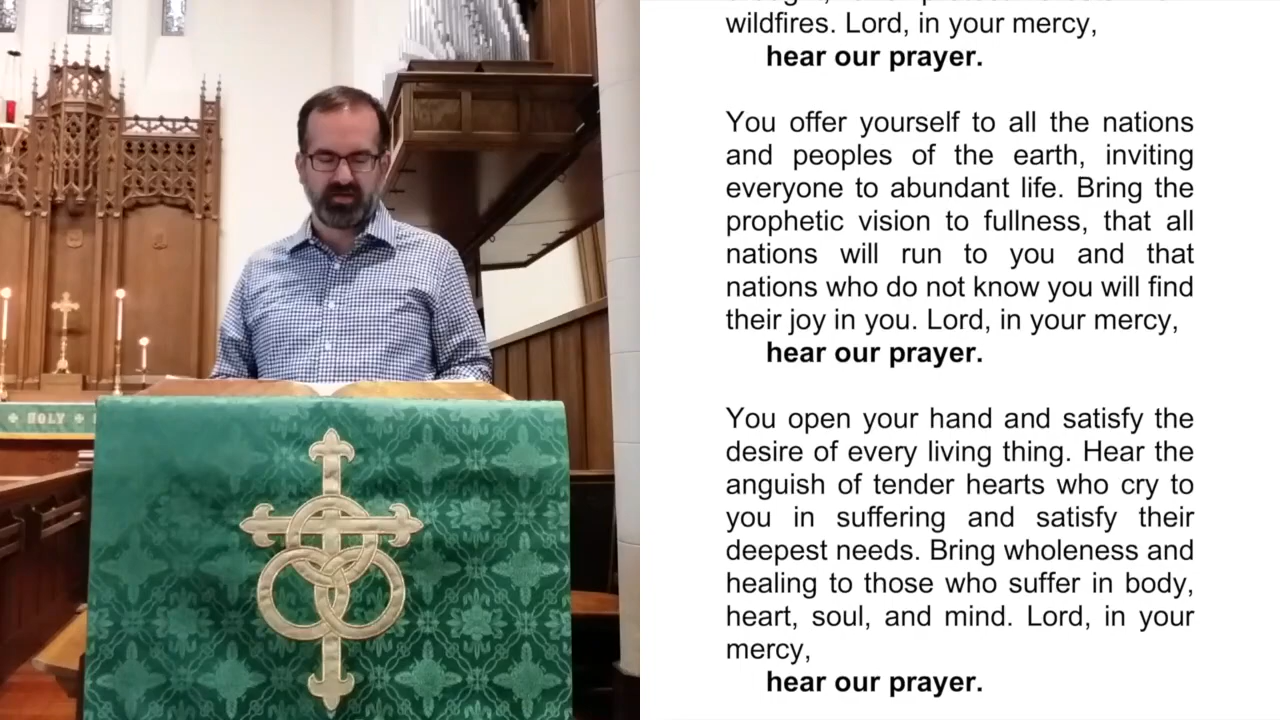 HOLY
wildfires. Lord, in your mercy,
hear our prayer.
You offer yourself to all the nations
and peoples of the earth, inviting
everyone to abundant life. Bring the
prophetic vision to fullness, that all
nations will run to you and that
nations who do not know you will find
their joy in you. Lord, in your mercy,
hear our prayer.
You open your hand and satisfy the
desire of every living thing. Hear the
anguish of tender hearts who cry to
you in suffering and satisfy their
deepest needs. Bring wholeness and
healing to those who suffer in body,
heart, soul, and mind. Lord, in your
mercy,
hear our prayer.